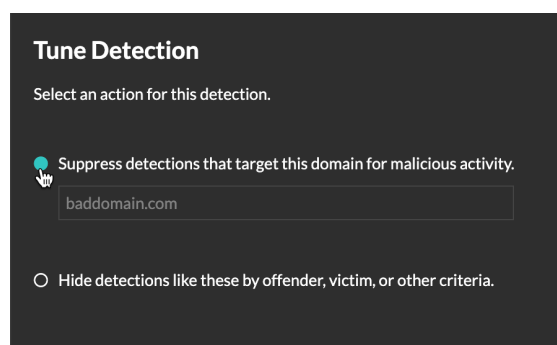 Tune Detection
Select an action for this detection.
Suppress detections that target this domain for malicious activity.
baddomain.com
Hide detections like these by offender, victim, or other criteria.